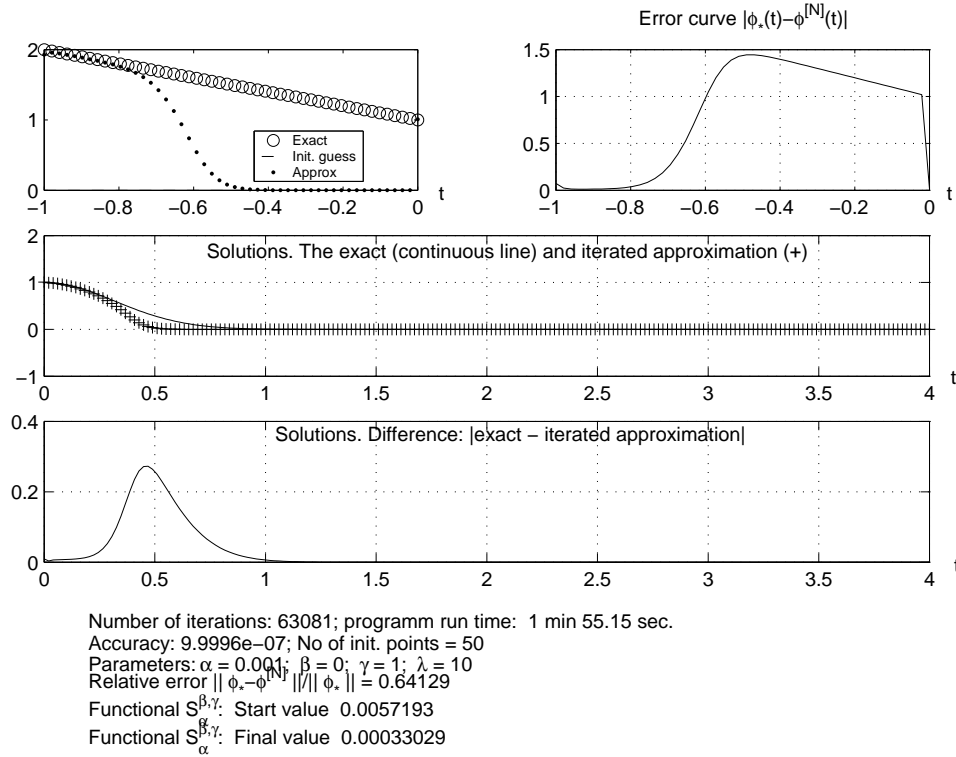 Error curve |ϕ*(t)−ϕ^[N](t)|
2
1
0
−1 −0.8 −0.6 −0.4 −0.2 0
t
Exact
Init. guess
Approx
1.5
1
0.5
0
−1 −0.8 −0.6 −0.4 −0.2 0
t
Solutions. The exact (continuous line) and iterated approximation (+)
2
1
0
−1
0 0.5 1 1.5 2 2.5 3 3.5 4
t
Solutions. Difference: |exact − iterated approximation|
0.4
0.2
0
0 0.5 1 1.5 2 2.5 3 3.5 4
t
Number of iterations: 63081; programm run time: 1 min 55.15 sec.
Accuracy: 9.9996e−07; No of init. points = 50
Parameters: α = 0.001; β = 0; γ = 1; λ = 10
Relative error || ϕ*−ϕ^[N] ||/|| ϕ* || = 0.64129
Functional S_α^β,γ: Start value 0.0057193
Functional S_α^β,γ: Final value 0.00033029